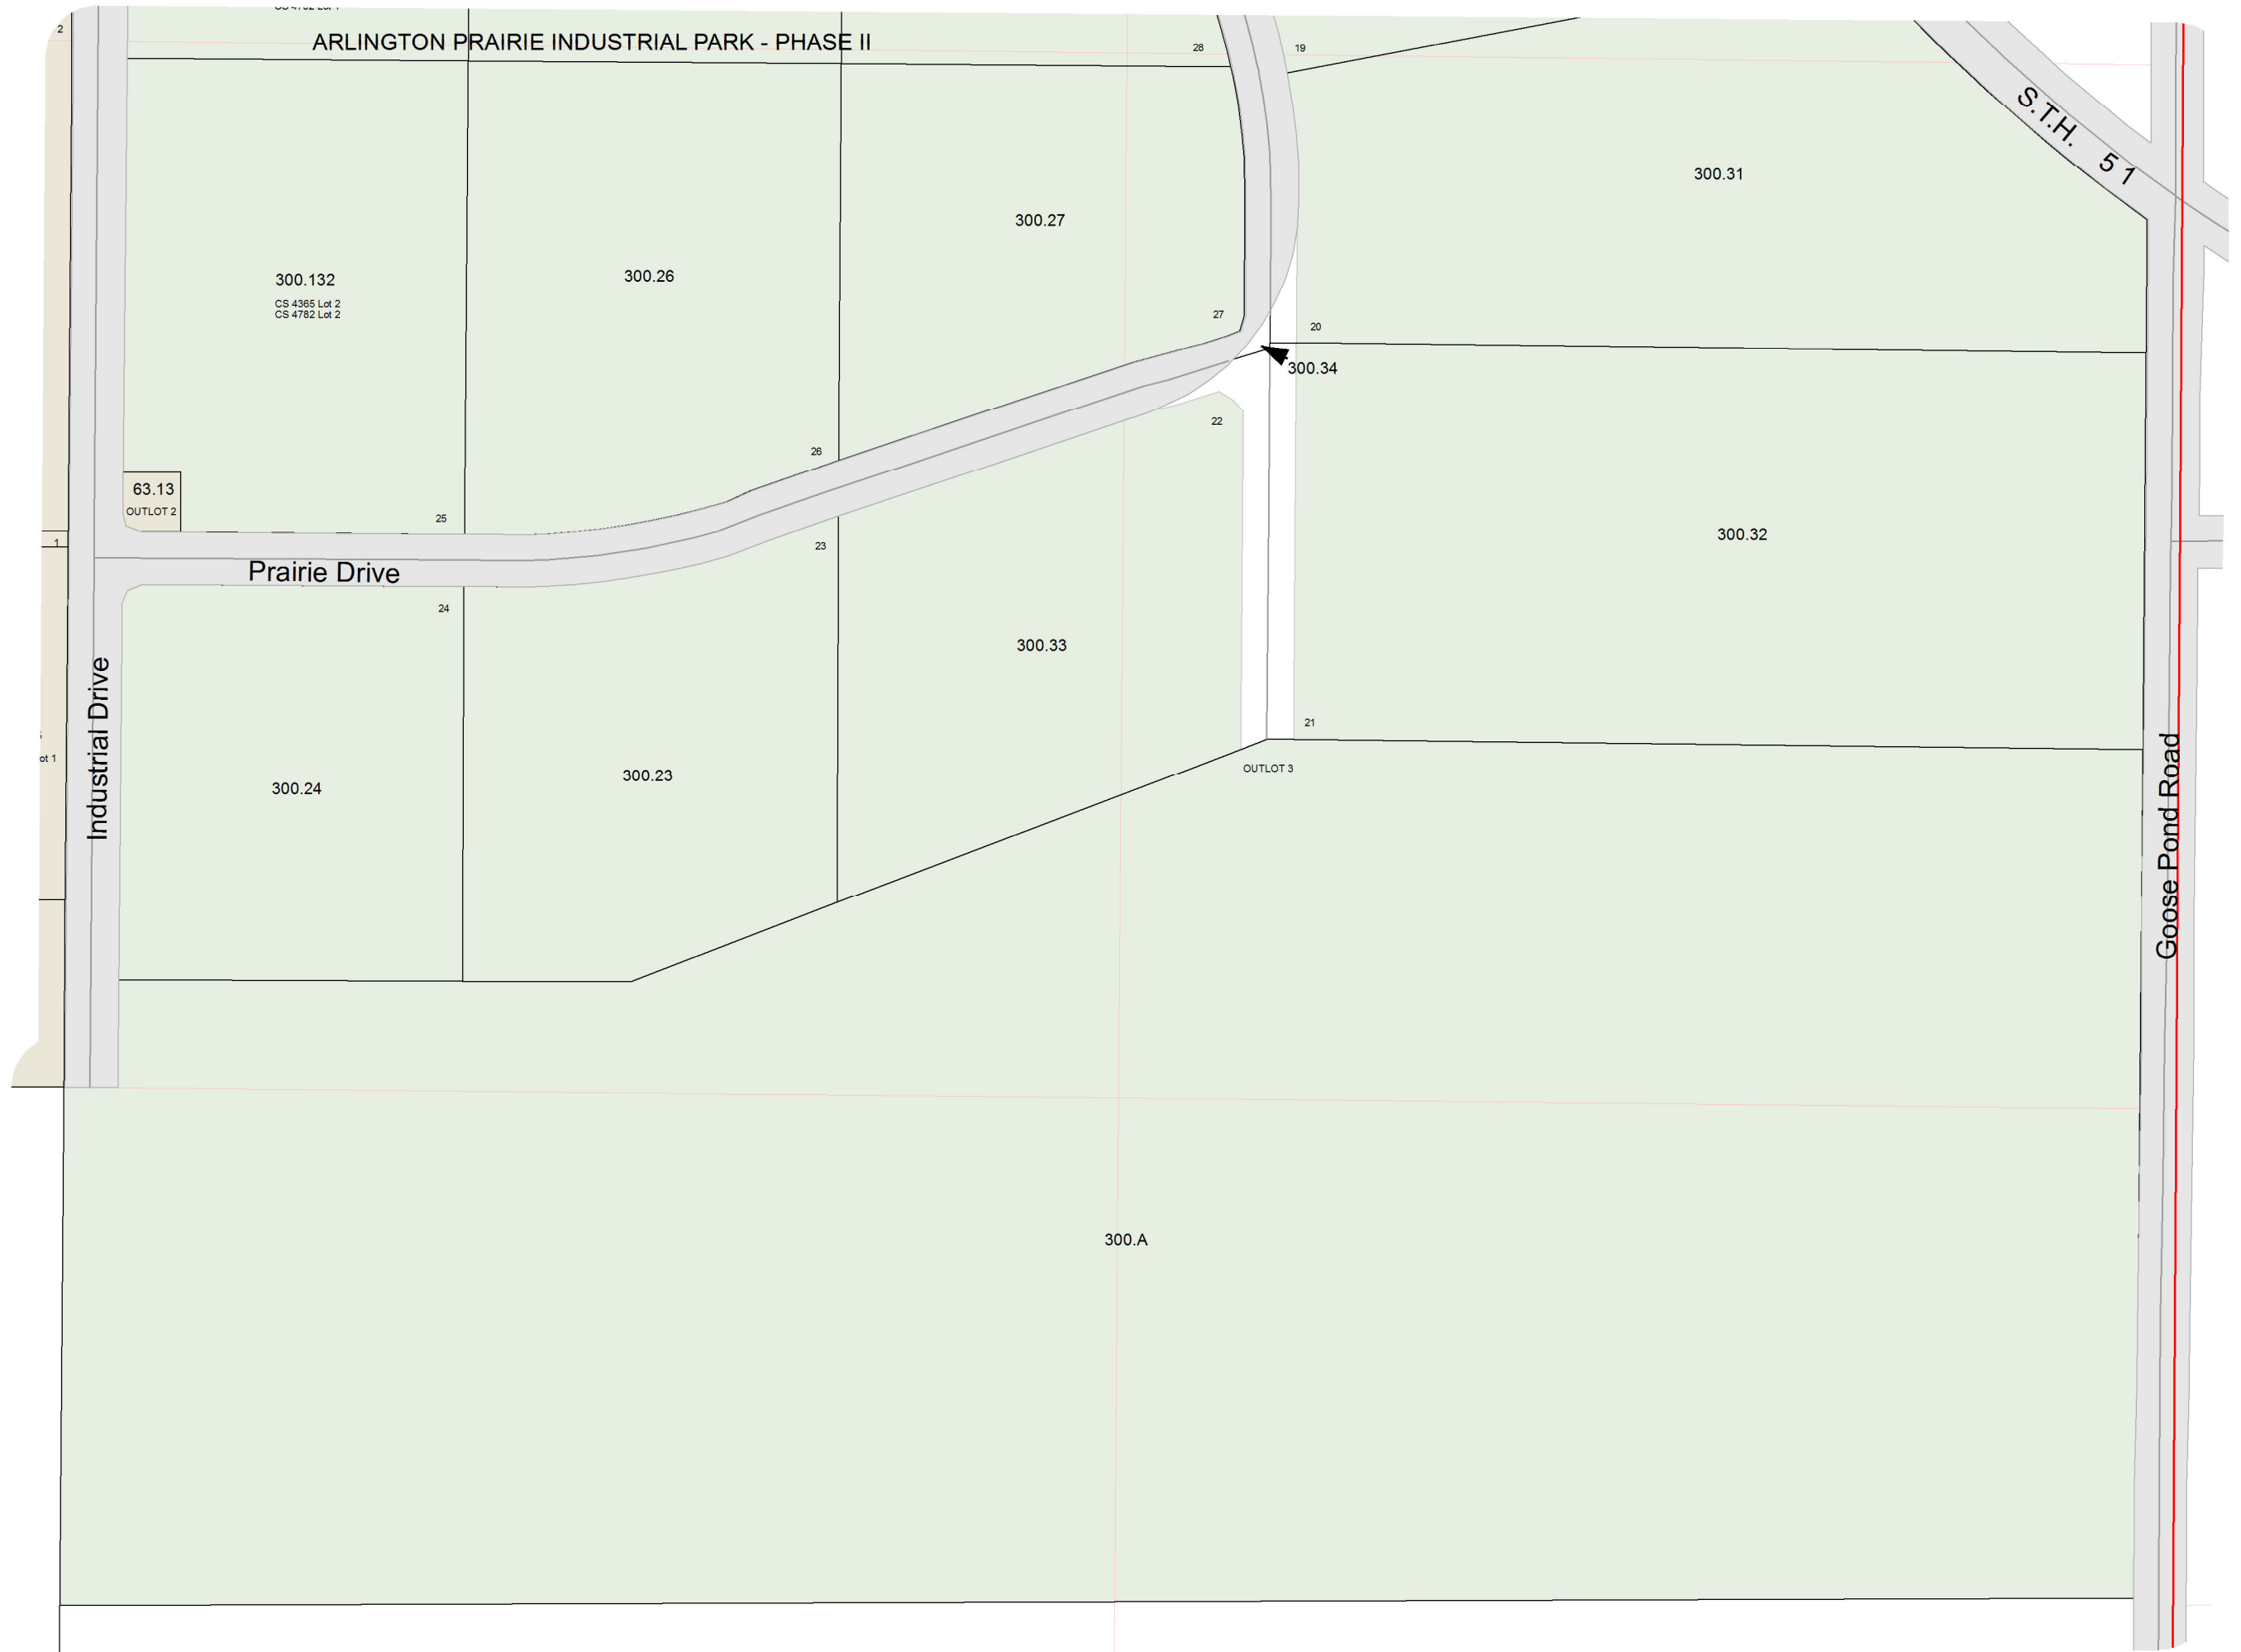 2
ARLINGTON PRAIRIE INDUSTRIAL PARK - PHASE II
28
19
S.T.H. 51
300.31
300.27
300.26
300.132
CS 4365 Lot 2
CS 4782 Lot 2
27
20
300.34
22
26
63.13
OUTLOT 2
25
23
1
Prairie Drive
24
300.32
300.33
Industrial Drive
21
ot 1
OUTLOT 3
300.23
300.24
Goose Pond Road
300.A